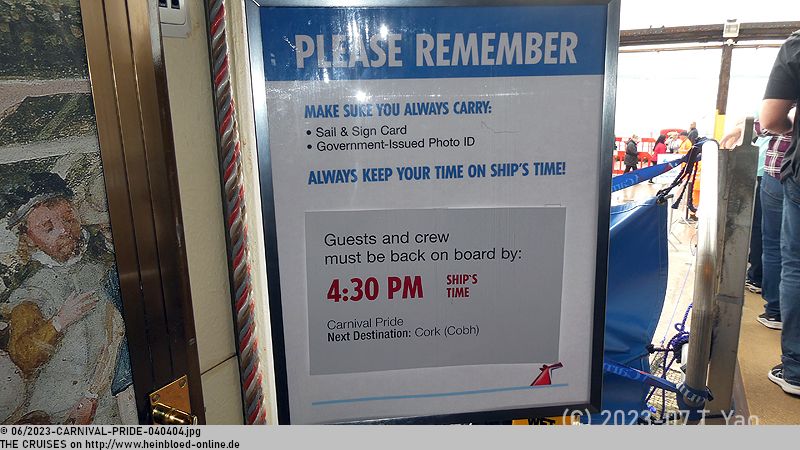 PLEASE REMEMBER
MAKE SURE YOU ALWAYS CARRY:
• Sail & Sign Card
• Government-Issued Photo ID
ALWAYS KEEP YOUR TIME ON SHIP'S TIME!
Guests and crew
must be back on board by:
4:30 PM
SHIP`S
TIME
Carnival Pride
Next Destination: Cork (Cobh)
(C) 2023-07 T Yao
© 06/2023-CARNIVAL-PRIDE-040404.jpg
THE CRUISES on http://www.heinbloed-online.de